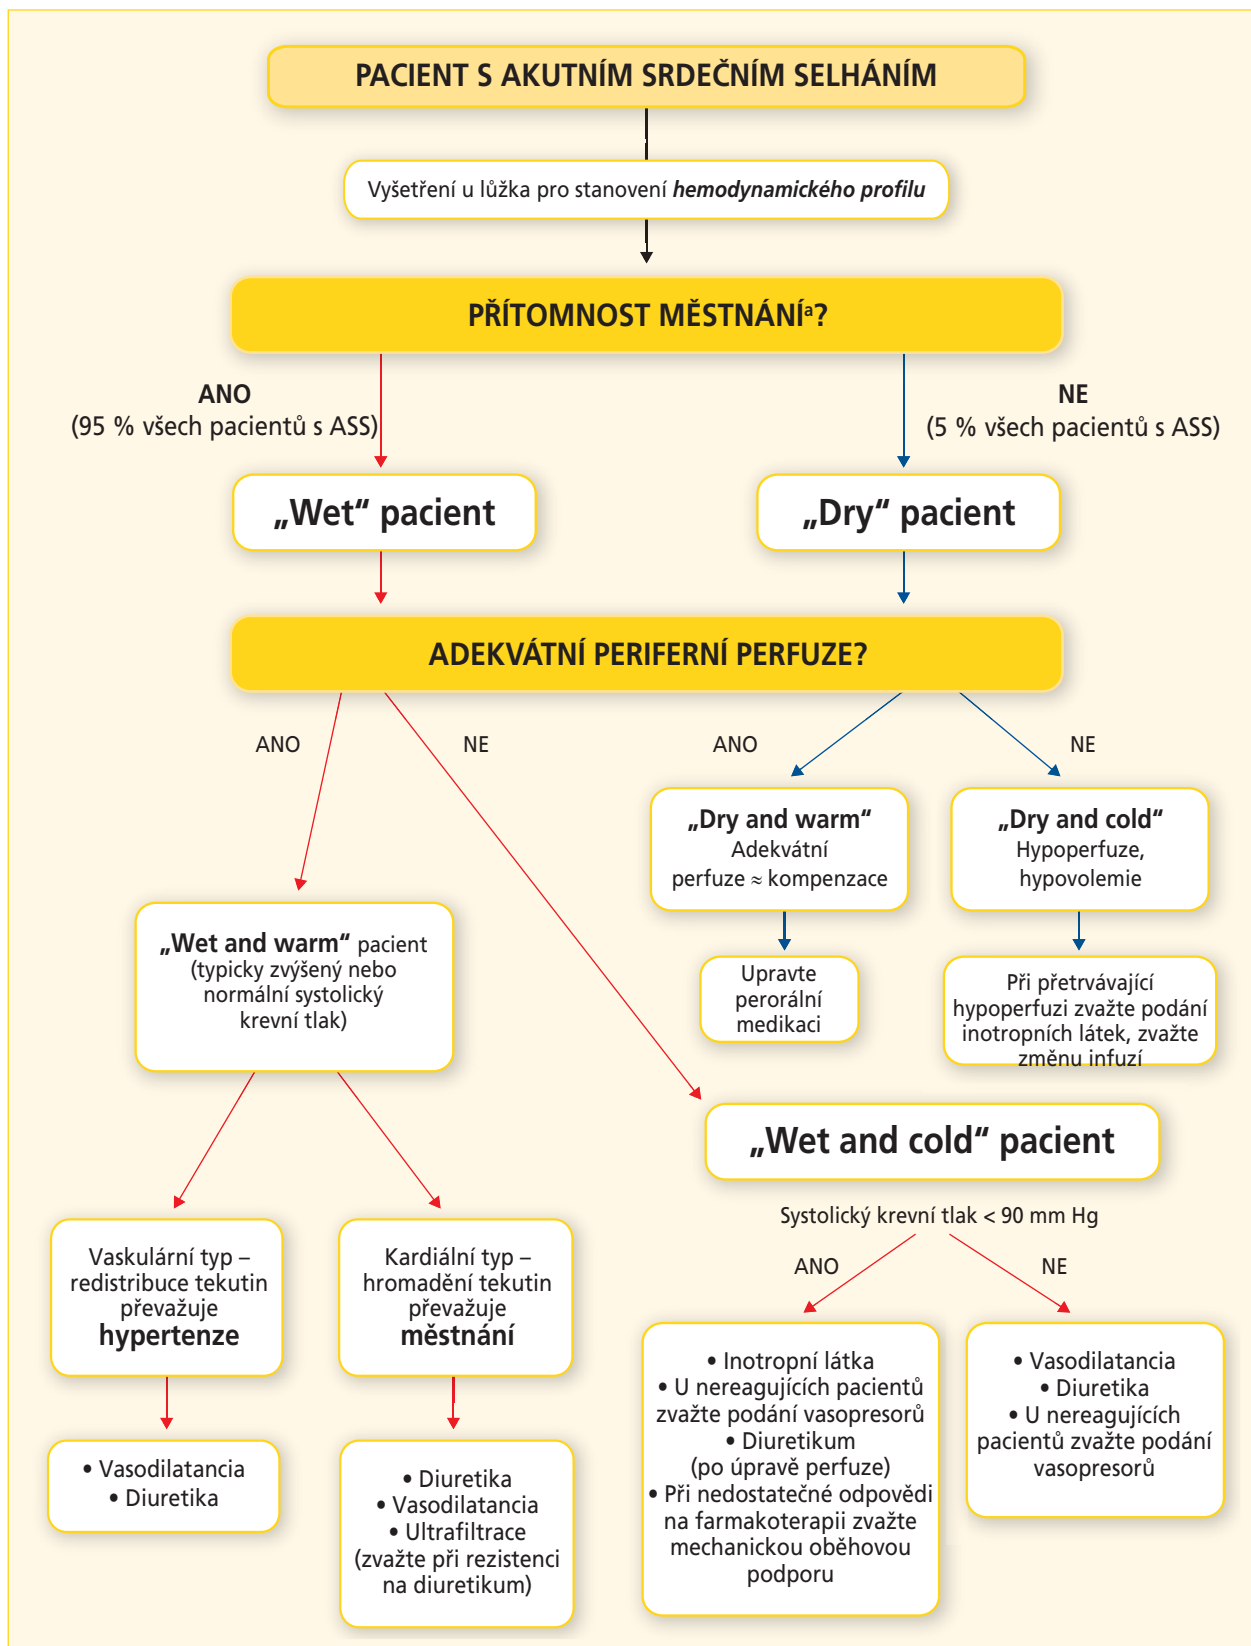 PACIENT S AKUTNÍM SRDEČNÍM SELHÁNÍM
Vyšetření u lůžka pro stanovení hemodynamického profilu
PŘÍTOMNOST MĚSTNÁNÍª?
ANO
(95 % všech pacientů s ASS)
NE
(5 % všech pacientů s ASS)
„Wet“ pacient
„Dry“ pacient
ADEKVÁTNÍ PERIFERNÍ PERFUZE?
ANO
NE
ANO
NE
„Dry and warm“
Adekvátní
perfuze ≈ kompenzace
„Dry and cold“
Hypoperfuze,
hypovolemie
„Wet and warm“ pacient
(typicky zvýšený nebo
normální systolický
krevní tlak)
Upravte
perorální
medikaci
Při přetrvávající
hypoperfuzi zvažte podání
inotropních látek, zvažte
změnu infuzí
„Wet and cold“ pacient
Systolický krevní tlak < 90 mm Hg
ANO
NE
Vaskulární typ –
redistribuce tekutin
převažuje
hypertenze
Kardiální typ –
hromadění tekutin
převažuje
městnání
• Vasodilatancia
• Diuretika
• Diuretika
• Vasodilatancia
• Ultrafiltrace
(zvažte při rezistenci
na diuretikum)
• Inotropní látka
• U nereagujících pacientů
zvažte podání vasopresorů
• Diuretikum
(po úpravě perfuze)
• Při nedostatečné odpovědi
na farmakoterapii zvažte
mechanickou oběhovou
podporu
• Vasodilatancia
• Diuretika
• U nereagujících
pacientů zvažte podání
vasopresorů